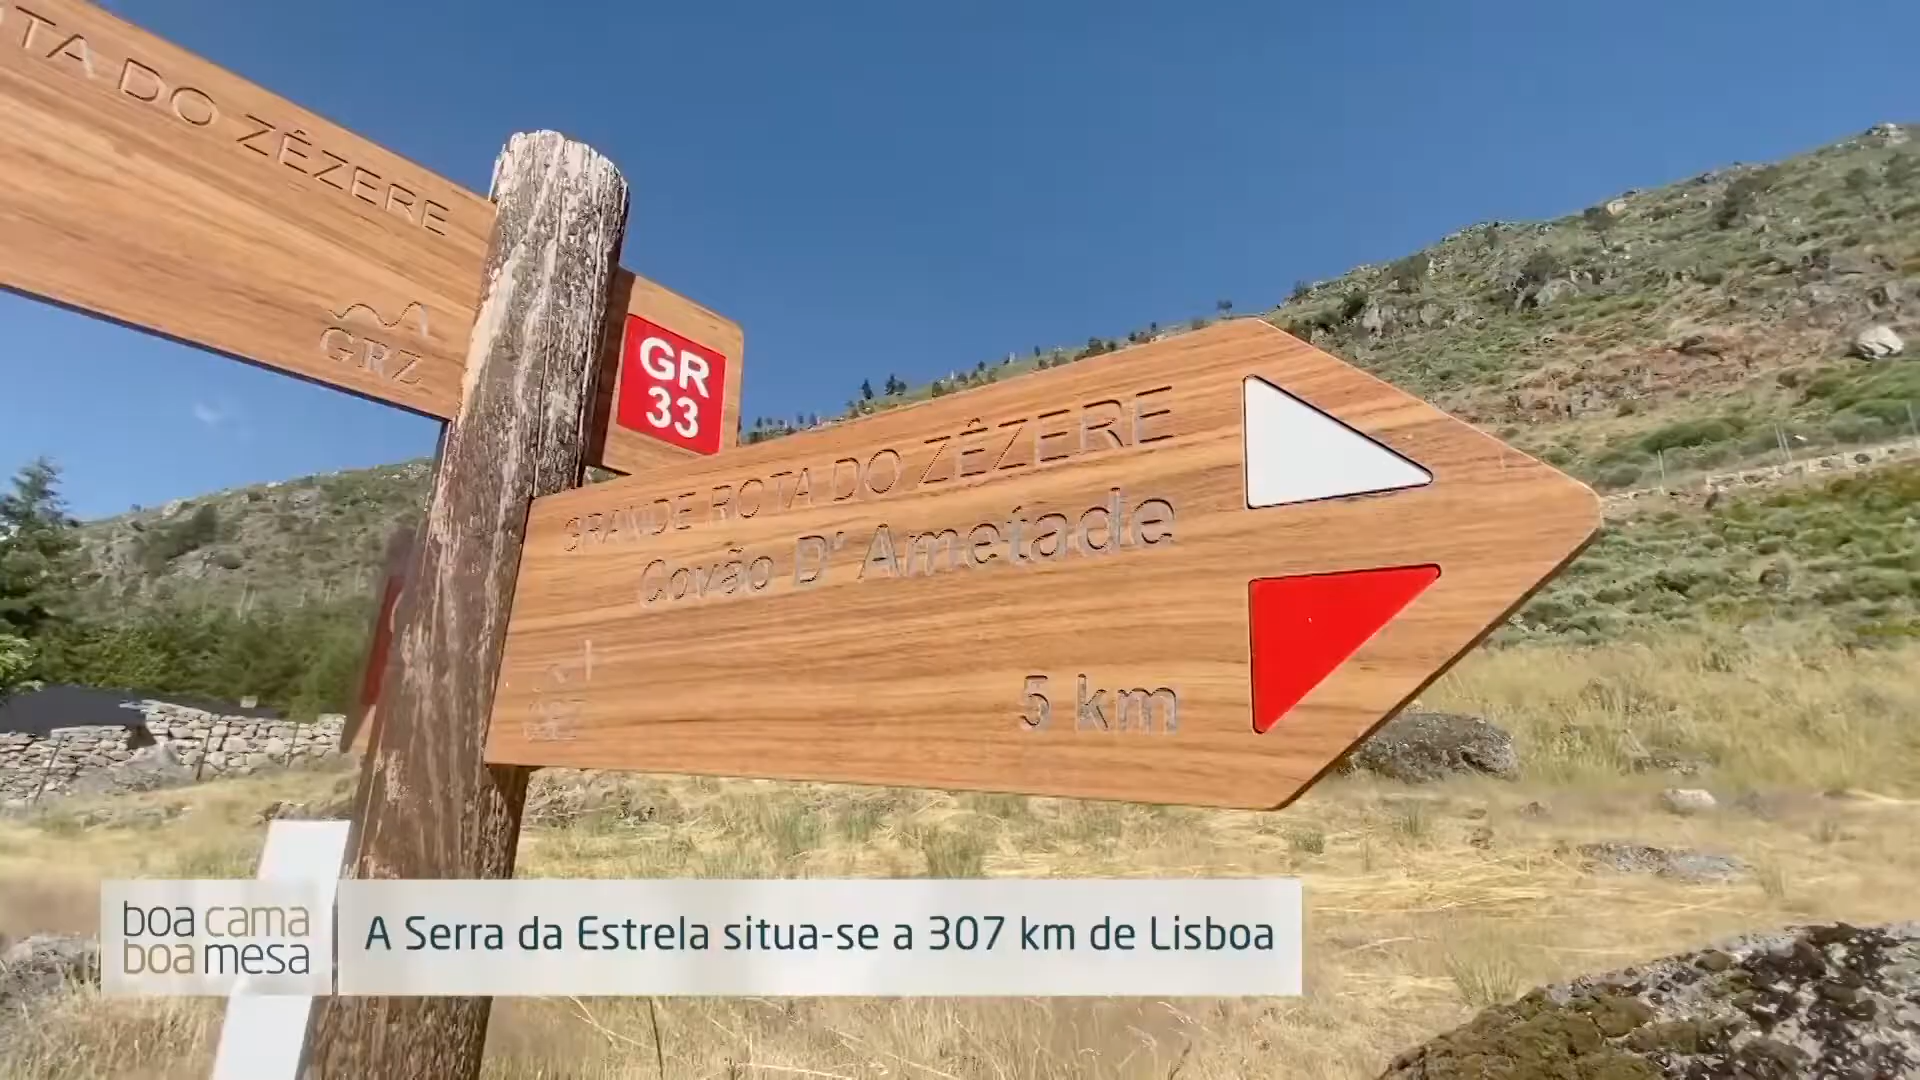 TA DO ZÊZERE
GRZ
GR
33
GRANDE ROTA DO ZÊZERE
Covão D' Ametade
GRZ
5 km
boa cama
boa mesa
A Serra da Estrela situa-se a 307 km de Lisboa